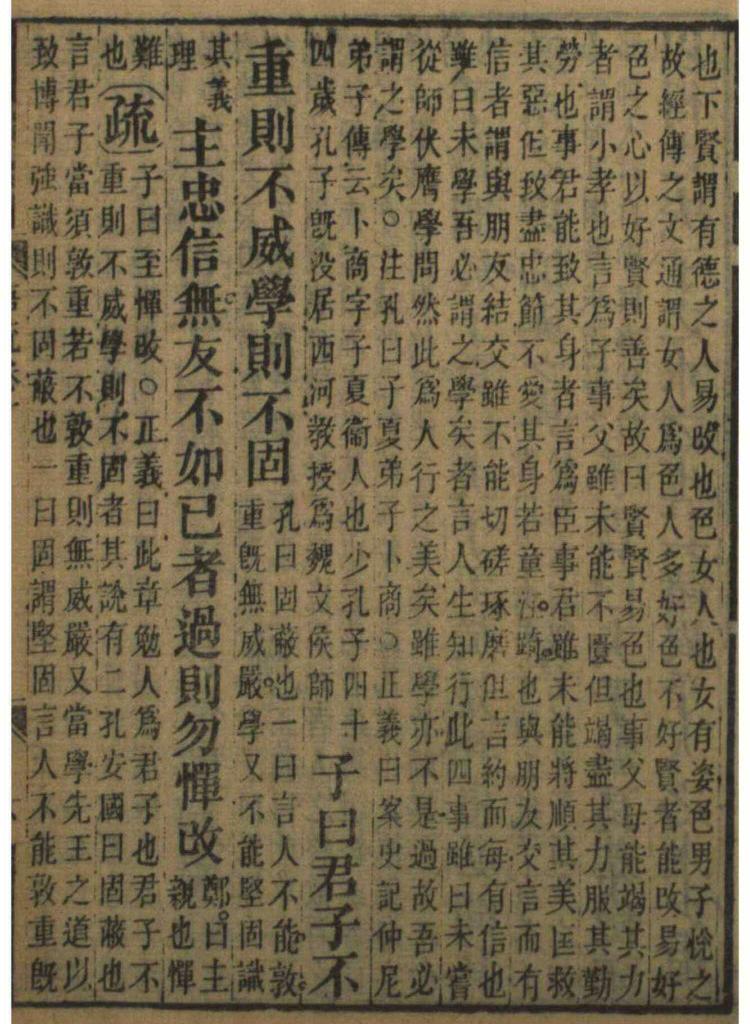 也下賢謂有德之人易改也色女人也女有姿色男子悅之
故經傳之文通謂女人爲色人多好色不好賢者能改易好
色之心以好賢則善矣故曰賢賢易色也事父母能竭其力
者謂小孝也言爲子事父雖未能不匱但竭盡其力服其勤
勞也事君能致其身者言爲臣事君雖未能將順其美匡救
其惡但致盡忠節不愛其身若童汪踦也與朋友交言而有
信者謂與朋友結交雖不能切磋琢磨但言約而每有信也
雖曰未學吾必謂之學矣者言人生知行此四事雖曰未嘗
從師伏膺學問然此爲人行之美矣雖學亦不是過故吾必
謂之學矣○注孔曰子夏弟子卜商○正義曰案史記仲尼
弟子傳云卜商字子夏衞人也少孔子四十
四歲孔子旣没居西河教授爲魏文侯師
子曰君子不
重則不威學則不固
孔曰固蔽也一曰言人不能敦
重旣無威嚴學又不能堅固識
其義
理
主忠信無友不如已者過則勿憚改
鄭曰主
親也憚
難
也
疏
子曰至憚改○正義曰此章勉人爲君子也君子不
重則不威學則不固者其說有二孔安國曰固蔽也
言君子當須敦重若不敦重則無威嚴又當學先王之道以
致博聞強識則不固蔽也一曰固謂堅固言人不能敦重旣